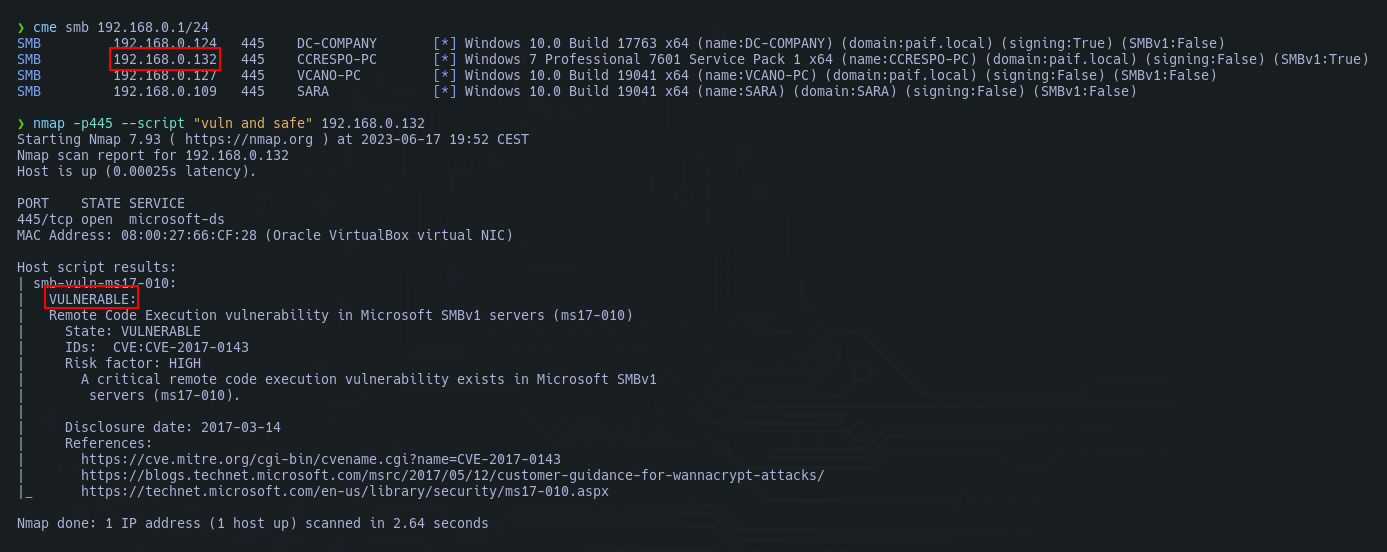 ❯ cme smb 192.168.0.1/24
SMB         192.168.0.124   445    DC-COMPANY       [*] Windows 10.0 Build 17763 x64 (name:DC-COMPANY) (domain:paif.local) (signing:True) (SMBv1:False)
SMB         192.168.0.132   445    CCRESPO-PC       [*] Windows 7 Professional 7601 Service Pack 1 x64 (name:CCRESPO-PC) (domain:paif.local) (signing:False) (SMBv1:True)
SMB         192.168.0.127   445    VCANO-PC         [*] Windows 10.0 Build 19041 x64 (name:VCANO-PC) (domain:paif.local) (signing:False) (SMBv1:False)
SMB         192.168.0.109   445    SARA             [*] Windows 10.0 Build 19041 x64 (name:SARA) (domain:SARA) (signing:False) (SMBv1:False)
❯ nmap -p445 --script "vuln and safe" 192.168.0.132
Starting Nmap 7.93 ( https://nmap.org ) at 2023-06-17 19:52 CEST
Nmap scan report for 192.168.0.132
Host is up (0.00025s latency).
PORT    STATE SERVICE
445/tcp open  microsoft-ds
MAC Address: 08:00:27:66:CF:28 (Oracle VirtualBox virtual NIC)
Host script results:
| smb-vuln-ms17-010:
|   VULNERABLE:
|   Remote Code Execution vulnerability in Microsoft SMBv1 servers (ms17-010)
|     State: VULNERABLE
|     IDs:  CVE:CVE-2017-0143
|     Risk factor: HIGH
|       A critical remote code execution vulnerability exists in Microsoft SMBv1
|        servers (ms17-010).
|
|     Disclosure date: 2017-03-14
|     References:
|       https://cve.mitre.org/cgi-bin/cvename.cgi?name=CVE-2017-0143
|       https://blogs.technet.microsoft.com/msrc/2017/05/12/customer-guidance-for-wannacrypt-attacks/
|_      https://technet.microsoft.com/en-us/library/security/ms17-010.aspx
Nmap done: 1 IP address (1 host up) scanned in 2.64 seconds